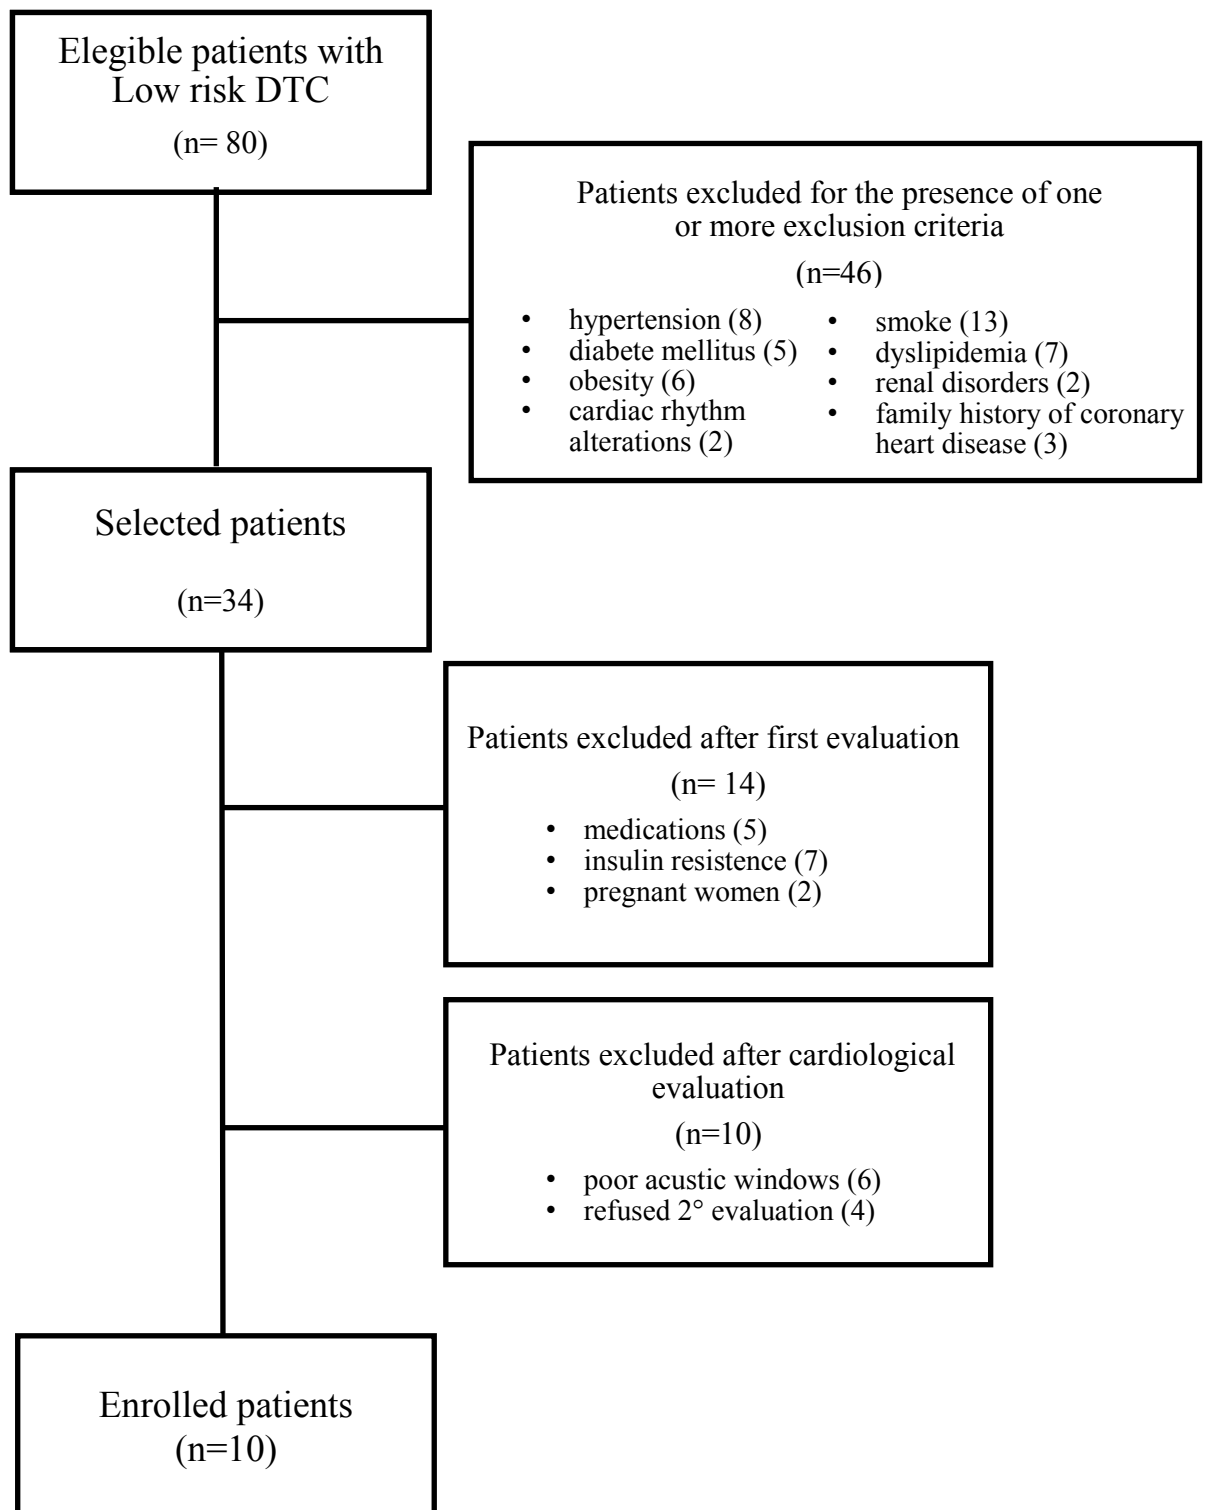 Elegible patients with
Low risk DTC
(n= 80)
Patients excluded for the presence of one
or more exclusion criteria
(n=46)
• hypertension (8)
• diabete mellitus (5)
• obesity (6)
• cardiac rhythm
alterations (2)
• smoke (13)
• dyslipidemia (7)
• renal disorders (2)
• family history of coronary
heart disease (3)
Selected patients
(n=34)
Patients excluded after first evaluation
(n= 14)
• medications (5)
• insulin resistence (7)
• pregnant women (2)
Patients excluded after cardiological
evaluation
(n=10)
• poor acustic windows (6)
• refused 2° evaluation (4)
Enrolled patients
(n=10)